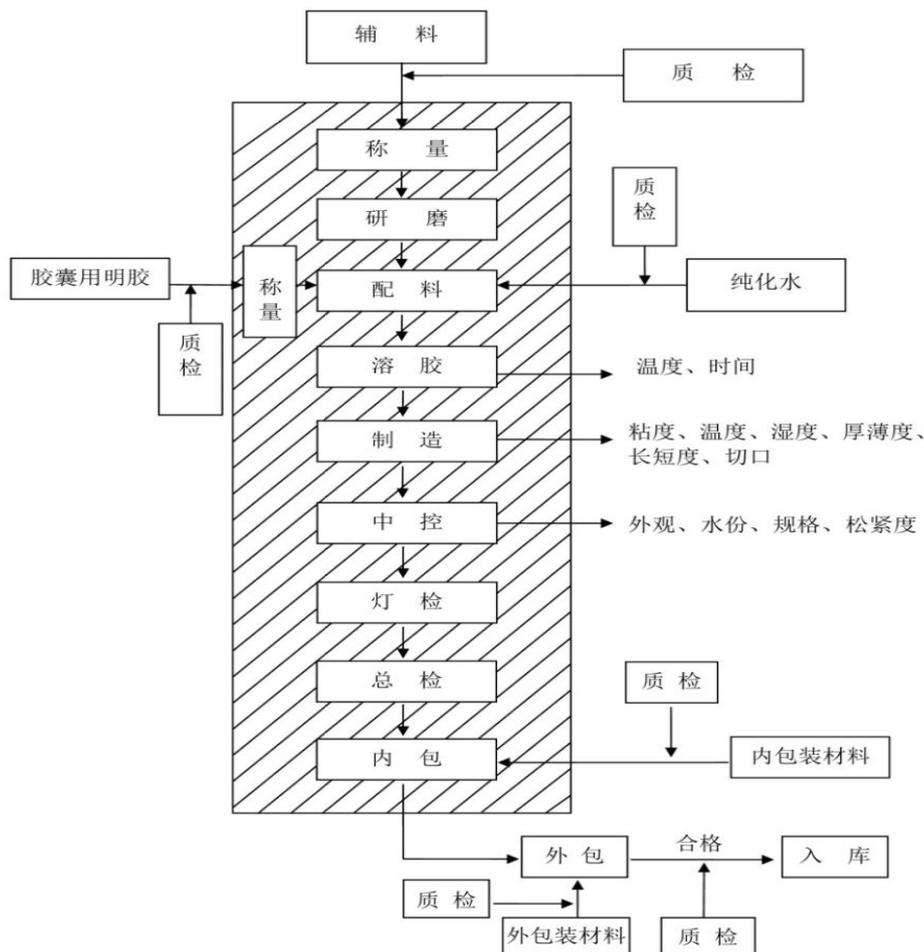 辅料
质检
称量
研磨
质检
胶囊用明胶
称量
配料
纯化水
质检
溶胶
温度、时间
制造
粘度、温度、湿度、厚薄度、
长短度、切口
中控
外观、水份、规格、松紧度
灯检
总检
质检
内包
内包装材料
外包
合格
入库
质检
外包装材料
质检